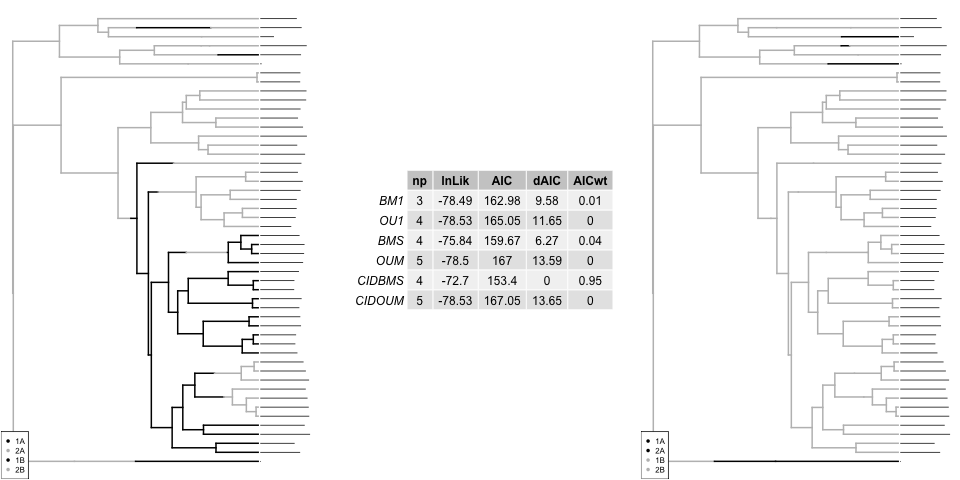 np lnLik AIC dAIC AICwt
BM1 3 -78.49 162.98 9.58 0.01
OU1 4 -78.53 165.05 11.65 0
BMS 4 -75.84 159.67 6.27 0.04
OUM 5 -78.5 167 13.59 0
CIDBMS 4 -72.7 153.4 0 0.95
CIDOUM 5 -78.53 167.05 13.65 0
1A
2A
1B
2B
1A
2A
1B
2B